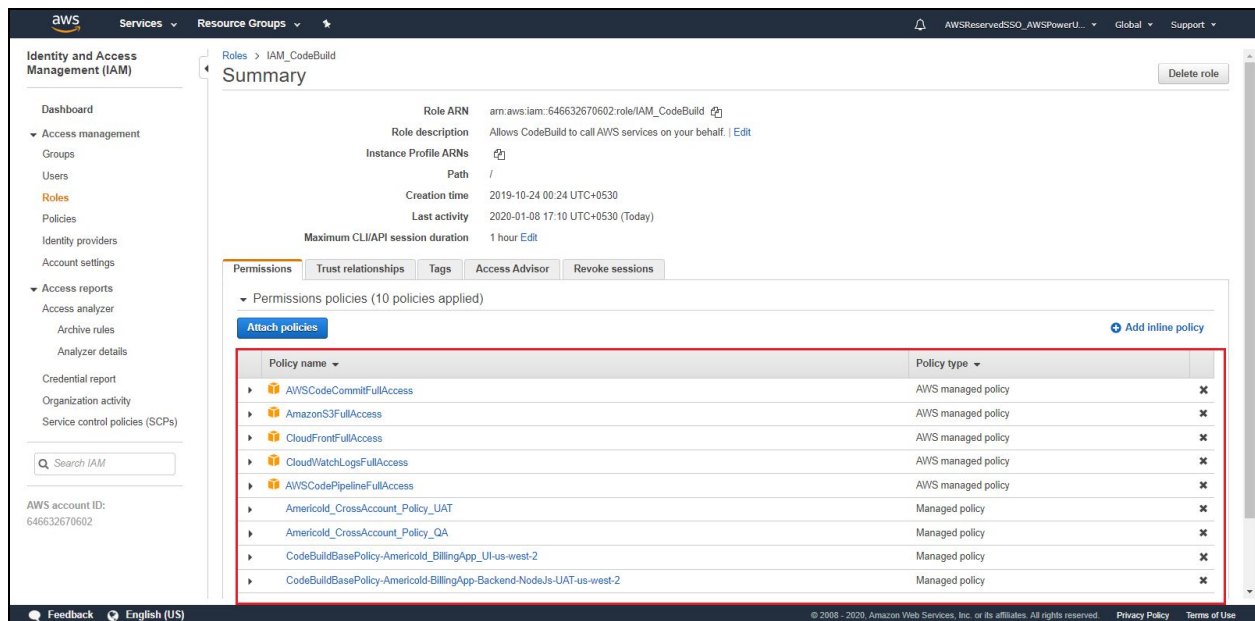 aws Services Resource Groups AWSReservedSSO_AWSPowerU... Global Support
Identity and Access
Management (IAM)
Dashboard
Access management
Groups
Users
Roles
Policies
Identity providers
Account settings
Access reports
Access analyzer
Archive rules
Analyzer details
Credential report
Organization activity
Service control policies (SCPs)
Search IAM
AWS account ID:
646632670602
Roles > IAM_CodeBuild
Summary
Delete role
Role ARN arn:aws:iam::646632670602:role/IAM_CodeBuild
Role description Allows CodeBuild to call AWS services on your behalf. | Edit
Instance Profile ARNs
Path /
Creation time 2019-10-24 00:24 UTC+0530
Last activity 2020-01-08 17:10 UTC+0530 (Today)
Maximum CLI/API session duration 1 hour Edit
Permissions Trust relationships Tags Access Advisor Revoke sessions
Permissions policies (10 policies applied)
Attach policies Add inline policy
Policy name Policy type
AWSCodeCommitFullAccess AWS managed policy
AmazonS3FullAccess AWS managed policy
CloudFrontFullAccess AWS managed policy
CloudWatchLogsFullAccess AWS managed policy
AWSCodePipelineFullAccess AWS managed policy
Americold_CrossAccount_Policy_UAT Managed policy
Americold_CrossAccount_Policy_QA Managed policy
CodeBuildBasePolicy-Americold_BillingApp_UI-us-west-2 Managed policy
CodeBuildBasePolicy-Americold-BillingApp-Backend-NodeJs-UAT-us-west-2 Managed policy
Feedback English (US) © 2008 - 2020, Amazon Web Services, Inc. or its affiliates. All rights reserved. Privacy Policy Terms of Use